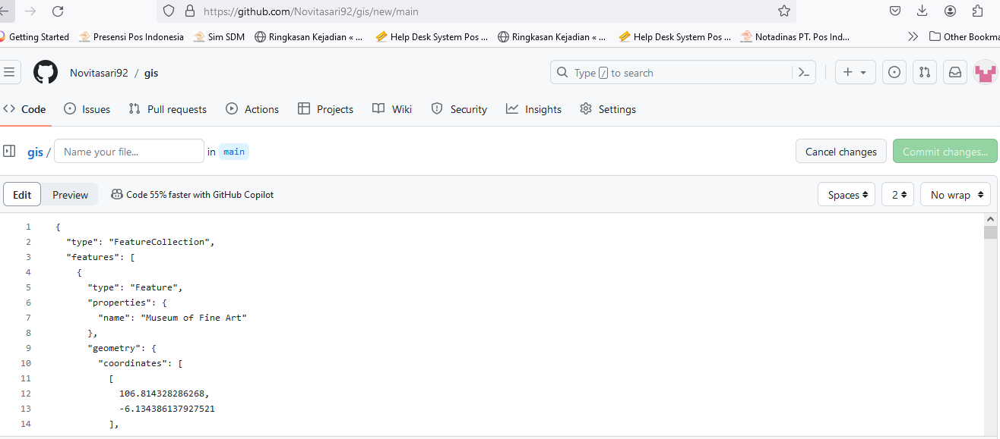 https://github.com/Novitasari92/gis/new/main
Getting Started Presensi Pos Indonesia Sim SDM Ringkasan Kejadian « ... Help Desk System Pos ... Ringkasan Kejadian « ... Help Desk System Pos ... Notadinas PT. Pos Ind... Other Bookma
Novitasari92 / gis Type / to search
Code Issues Pull requests Actions Projects Wiki Security Insights Settings
gis / Name your file... in main Cancel changes Commit changes...
Edit Preview Code 55% faster with GitHub Copilot Spaces 2 No wrap
1 {
2 "type": "FeatureCollection",
3 "features": [
4 {
5 "type": "Feature",
6 "properties": {
7 "name": "Museum of Fine Art"
8 },
9 "geometry": {
10 "coordinates": [
11 [
12 106.814328286268,
13 -6.134386137927521
14 ],